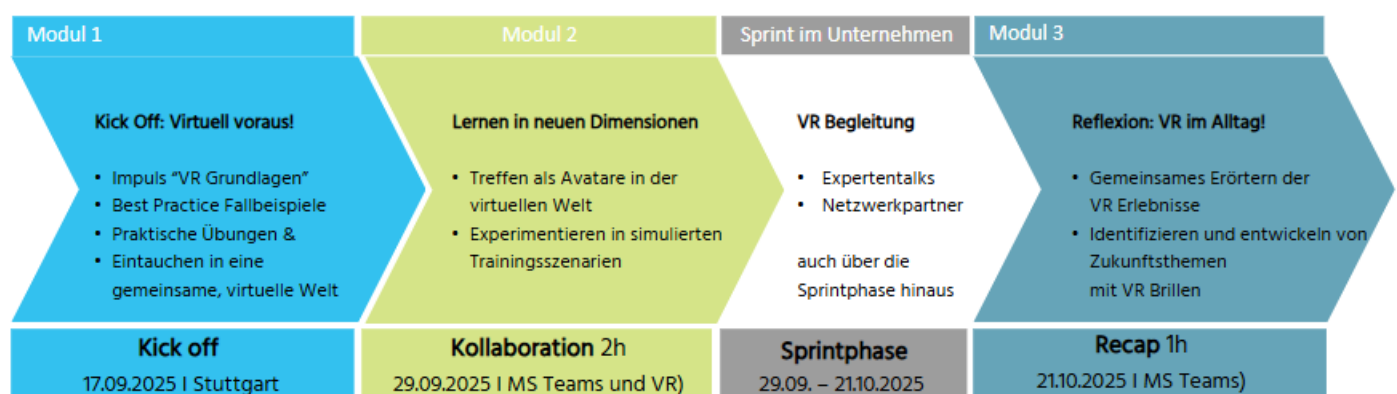 Modul 1
Kick Off: Virtuell voraus!
• Impuls “VR Grundlagen”
• Best Practice Fallbeispiele
• Praktische Übungen &
• Eintauchen in eine
gemeinsame, virtuelle Welt
Kick off
17.09.2025 I Stuttgart
Modul 2
Lernen in neuen Dimensionen
• Treffen als Avatare in der
virtuellen Welt
• Experimentieren in simulierten
Trainingsszenarien
Kollaboration 2h
29.09.2025 I MS Teams und VR)
Sprint im Unternehmen
VR Begleitung
• Expertentalks
• Netzwerkpartner
auch über die
Sprintphase hinaus
Sprintphase
29.09. – 21.10.2025
Modul 3
Reflexion: VR im Alltag!
• Gemeinsames Erörtern der
VR Erlebnisse
• Identifizieren und entwickeln von
Zukunftsthemen
mit VR Brillen
Recap 1h
21.10.2025 I MS Teams)